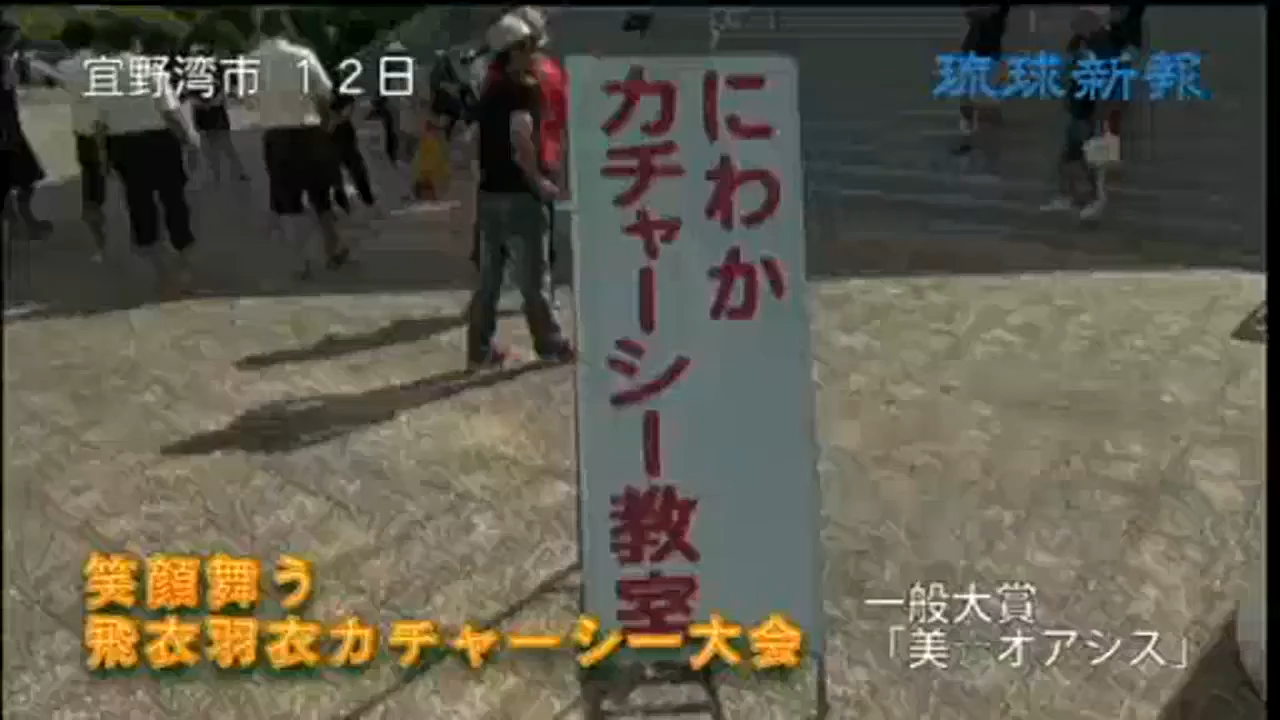 宜野湾市 12日
琉球新報
にわか
カチャーシー教室
笑顔舞う
飛衣羽衣カチャーシー大会
一般大賞
「美☆オアシス」